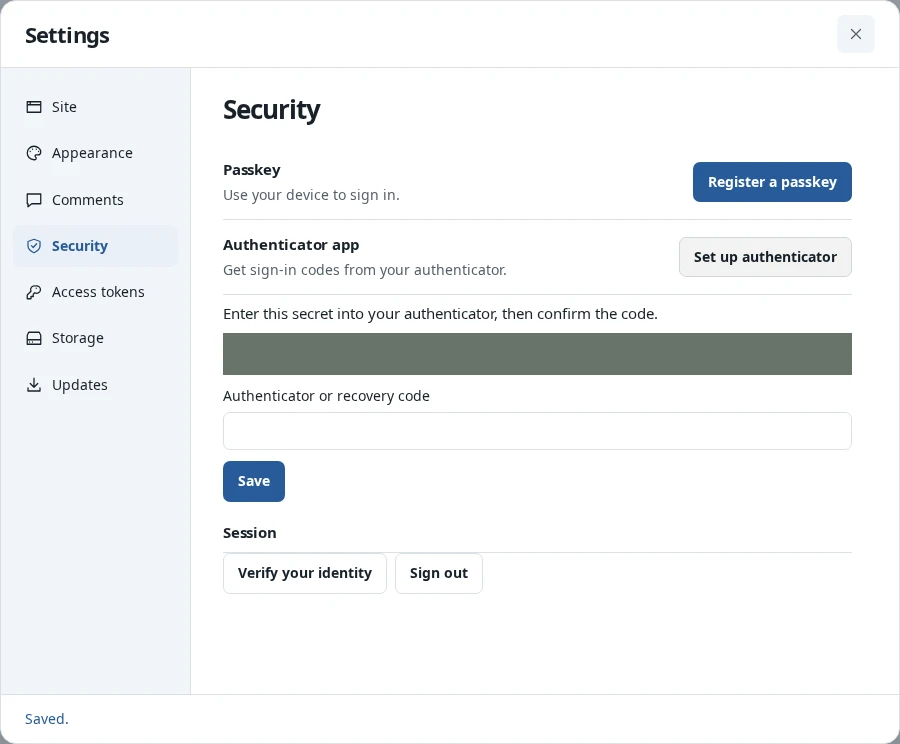 Settings
Site
Appearance
Comments
Security
Access tokens
Storage
Updates
Security
Passkey
Use your device to sign in.
Register a passkey
Authenticator app
Get sign-in codes from your authenticator.
Set up authenticator
Enter this secret into your authenticator, then confirm the code.
Authenticator or recovery code
Save
Session
Verify your identity
Sign out
Saved.